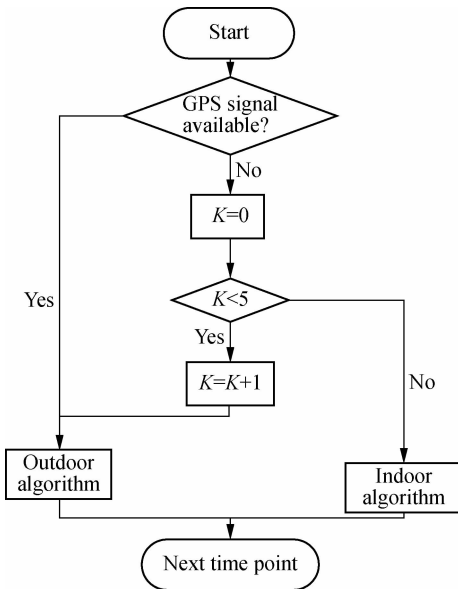 Start
GPS signal
available?
No
K=0
Yes
K<5
Yes
K=K+1
No
Outdoor
algorithm
Indoor
algorithm
Next time point